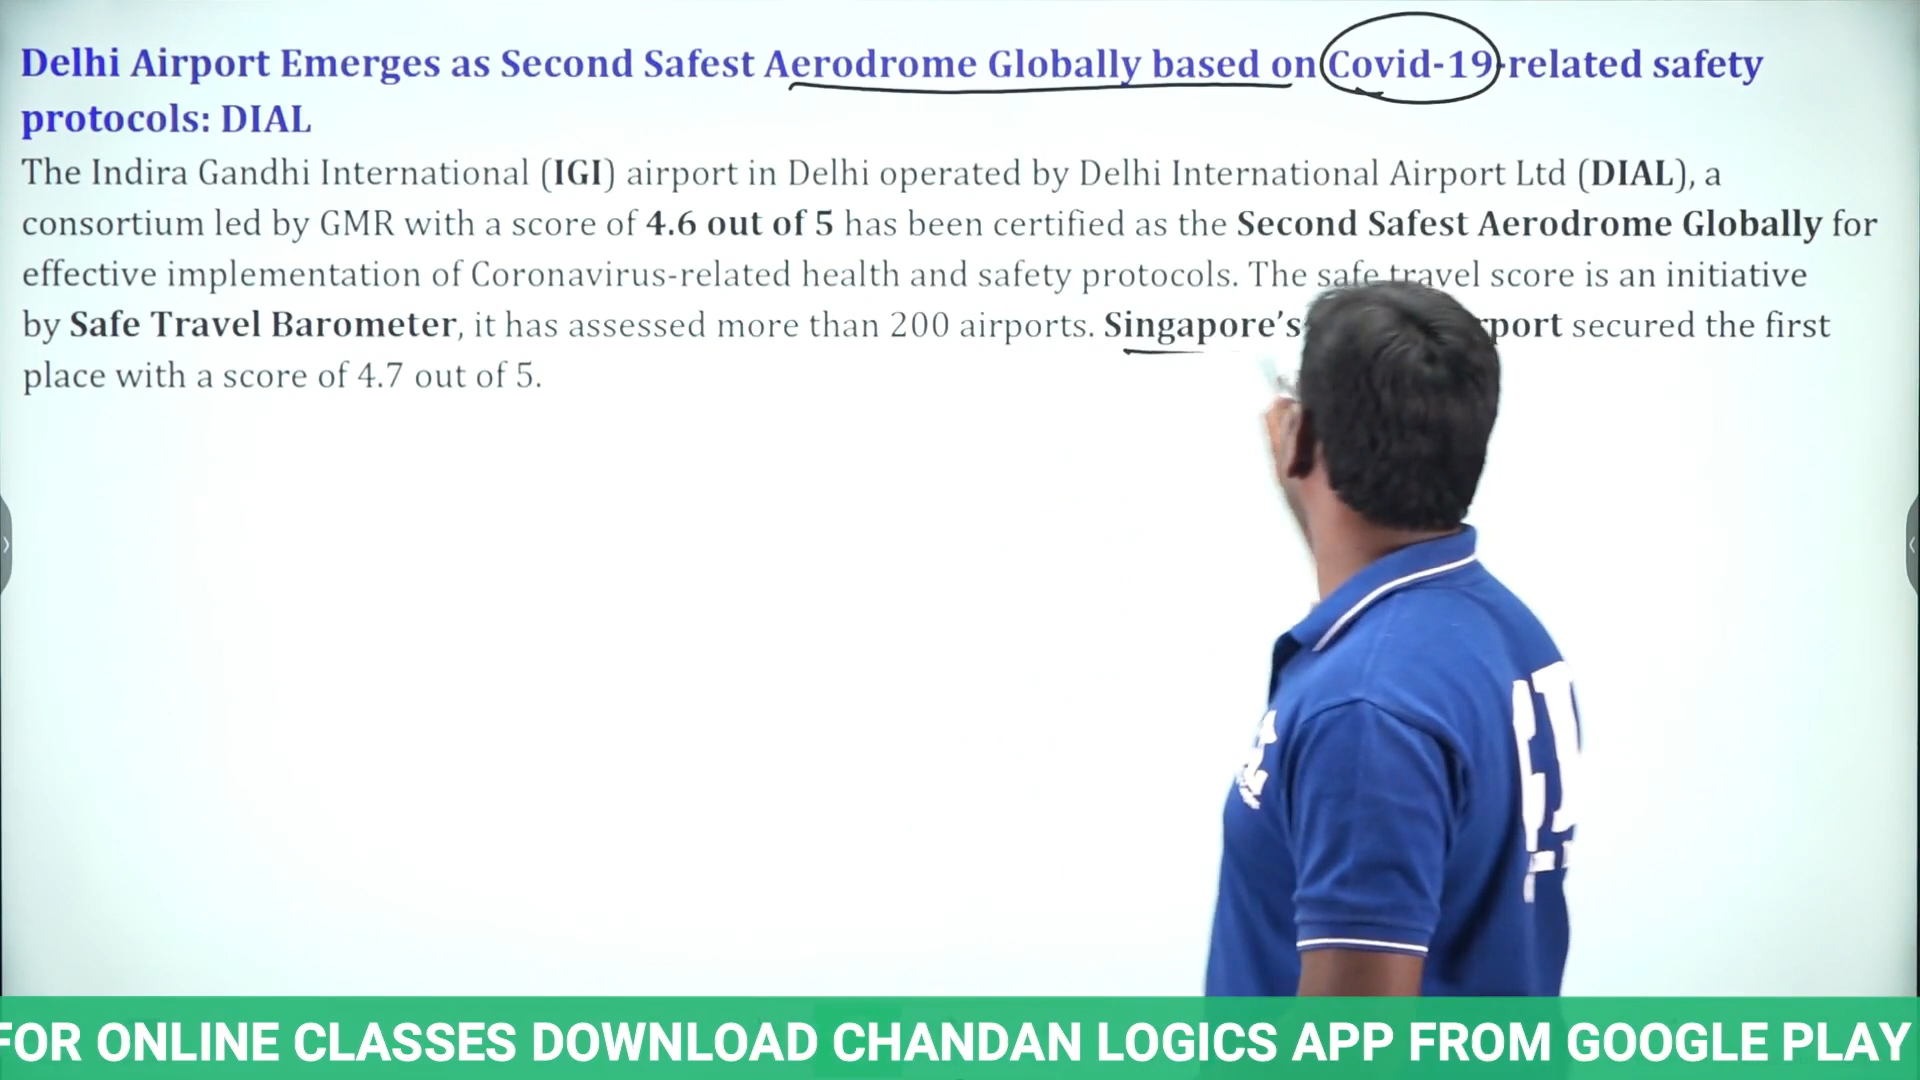 Delhi Airport Emerges as Second Safest Aerodrome Globally based on Covid-19-related safety
protocols: DIAL
The Indira Gandhi International (IGI) airport in Delhi operated by Delhi International Airport Ltd (DIAL), a
consortium led by GMR with a score of 4.6 out of 5 has been certified as the Second Safest Aerodrome Globally for
effective implementation of Coronavirus-related health and safety protocols. The safe travel score is an initiative
by Safe Travel Barometer, it has assessed more than 200 airports. Singapore's rport secured the first
place with a score of 4.7 out of 5.
FOR ONLINE CLASSES DOWNLOAD CHANDAN LOGICS APP FROM GOOGLE PLAY